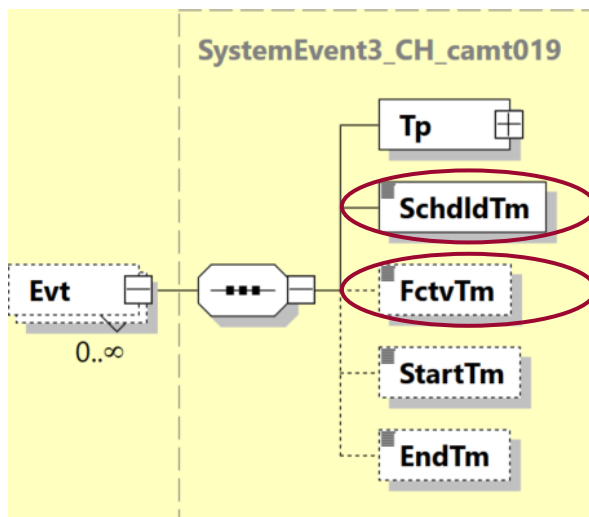 SystemEvent3_CH_camt019
Tp
SchdldTm
Evt
FctvTm
0..∞
StartTm
EndTm